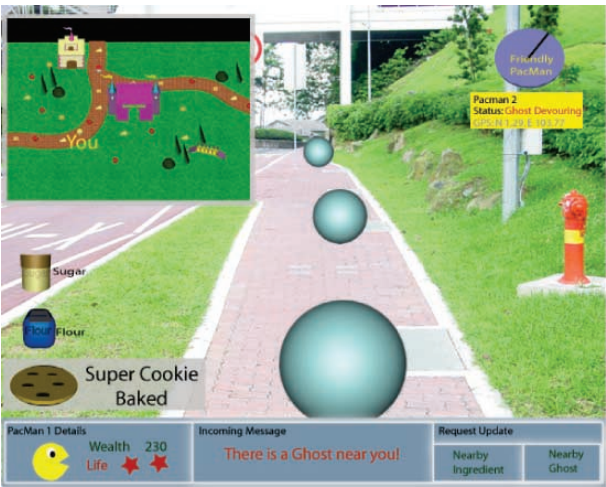 You
Friendly
PacMan
Pacman 2
Status: Ghost Devouring
GPS: N 1.29, E 103.77
Sugar
Flour
Flour
Super Cookie
Baked
PacMan 1 Details
Wealth 230
Life
Incoming Message
There is a Ghost near you!
Request Update
Nearby
Ingredient
Nearby
Ghost